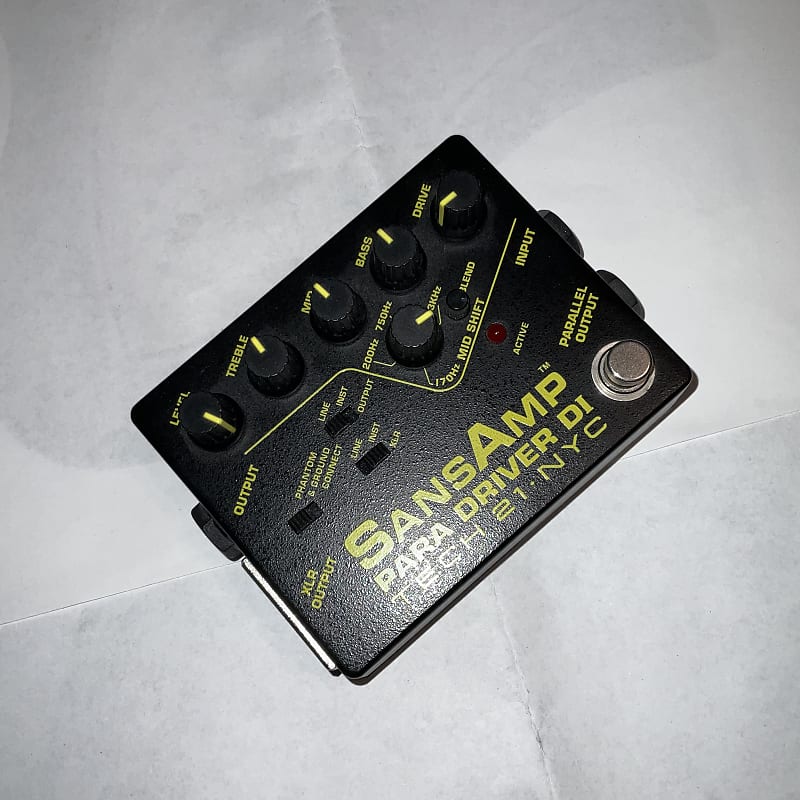 LEVEL
TREBLE
MID
BASS
DRIVE
BLEND
INPUT
PARALLEL
OUTPUT
200Hz
750Hz
3KHz
170Hz
MID SHIFT
ACTIVE
LINE
INST
OUTPUT
LINE
INST
XLR
PHANTOM
& GROUND
CONNECT
OUTPUT
XLR
OUTPUT
SANSAMP™
PARA DRIVER DI
TECH 21·NYC